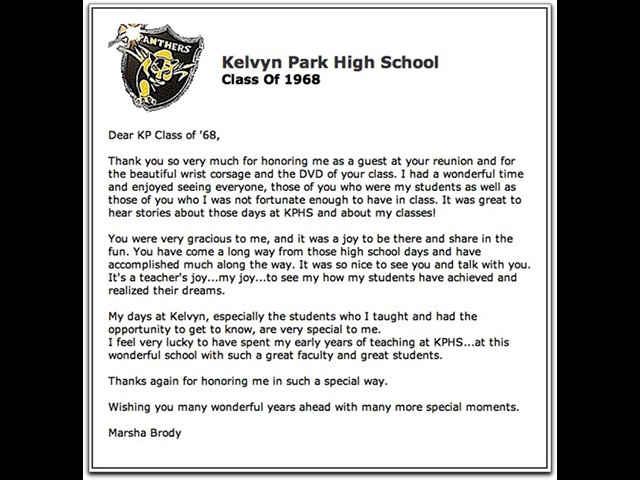 PANTHERS
Kelvyn Park High School
Class Of 1968
Dear KP Class of '68,
Thank you so very much for honoring me as a guest at your reunion and for
the beautiful wrist corsage and the DVD of your class. I had a wonderful time
and enjoyed seeing everyone, those of you who were my students as well as
those of you who I was not fortunate enough to have in class. It was great to
hear stories about those days at KPHS and about my classes!
You were very gracious to me, and it was a joy to be there and share in the
fun. You have come a long way from those high school days and have
accomplished much along the way. It was so nice to see you and talk with you.
It's a teacher's joy...my joy...to see my how my students have achieved and
realized their dreams.
My days at Kelvyn, especially the students who I taught and had the
opportunity to get to know, are very special to me.
I feel very lucky to have spent my early years of teaching at KPHS...at this
wonderful school with such a great faculty and great students.
Thanks again for honoring me in such a special way.
Wishing you many wonderful years ahead with many more special moments.
Marsha Brody